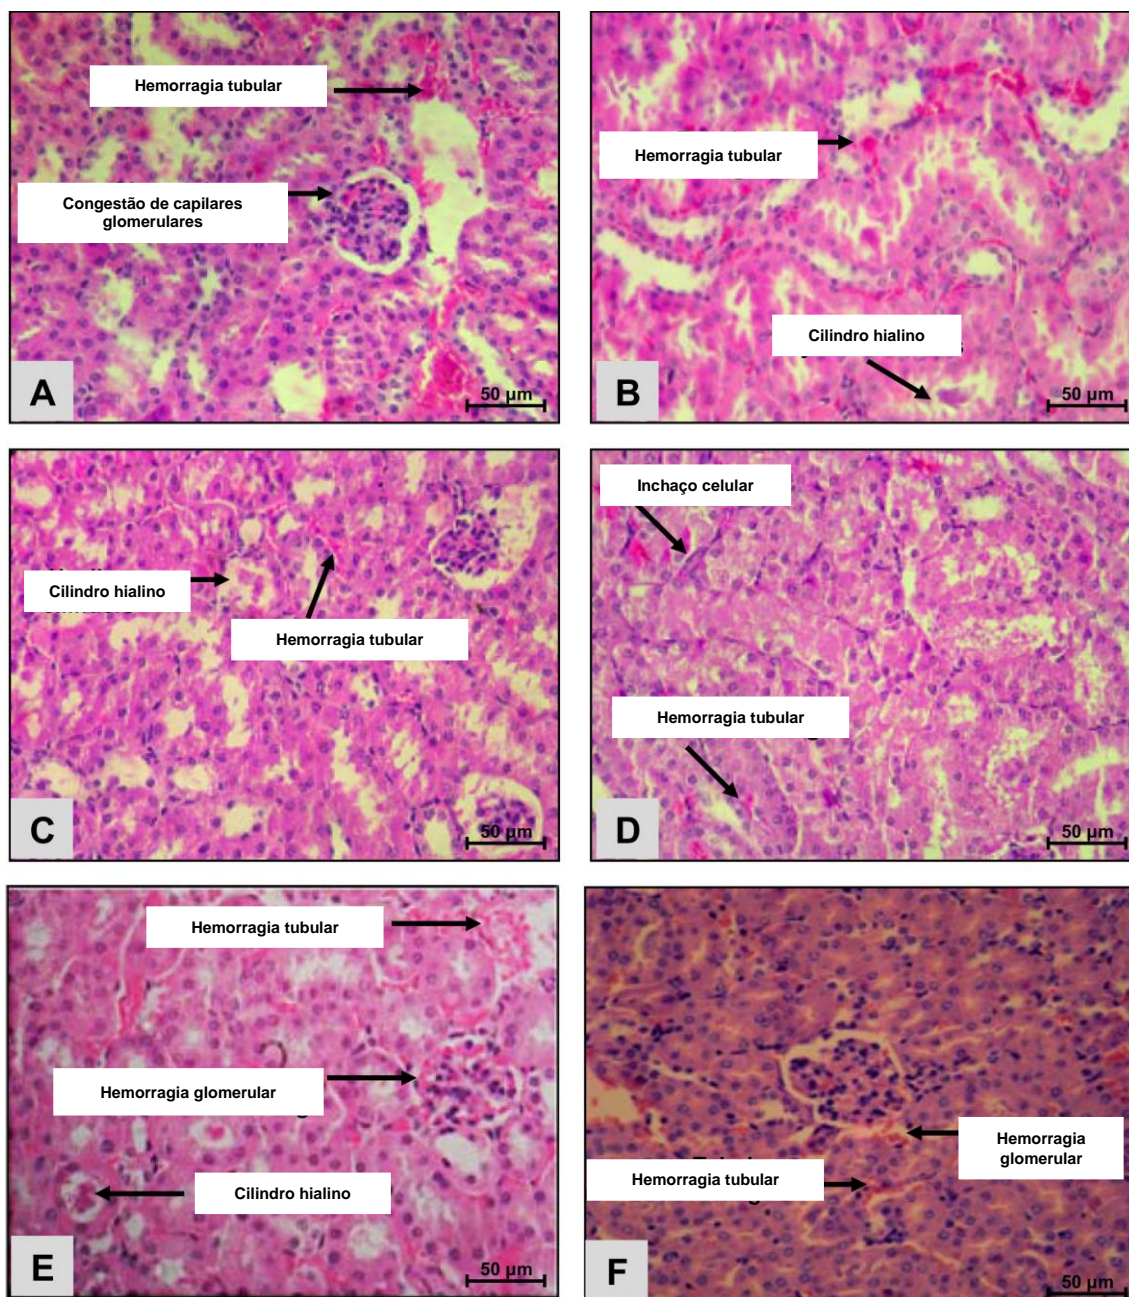 Hemorragia tubular
Congestão de capilares
glomerulares
A
50 µm
Hemorragia tubular
Cilindro hialino
B
50 µm
Cilindro hialino
Hemorragia tubular
C
50 µm
Inchaço celular
Hemorragia tubular
D
50 µm
Hemorragia tubular
Hemorragia glomerular
Cilindro hialino
E
50 µm
Hemorragia
glomerular
Hemorragia tubular
F
50 µm